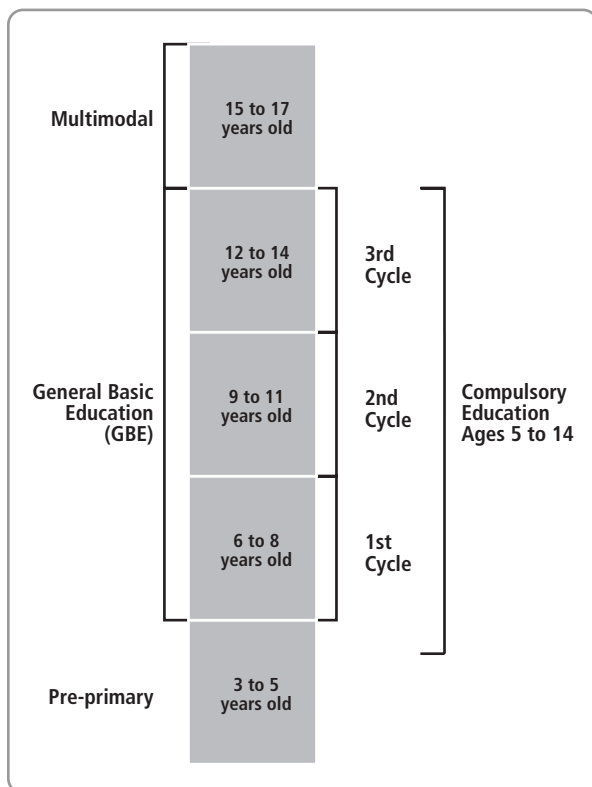 Multimodal
15 to 17
years old
12 to 14
years old
3rd
Cycle
General Basic
Education
(GBE)
9 to 11
years old
2nd
Cycle
Compulsory
Education
Ages 5 to 14
6 to 8
years old
1st
Cycle
Pre-primary
3 to 5
years old